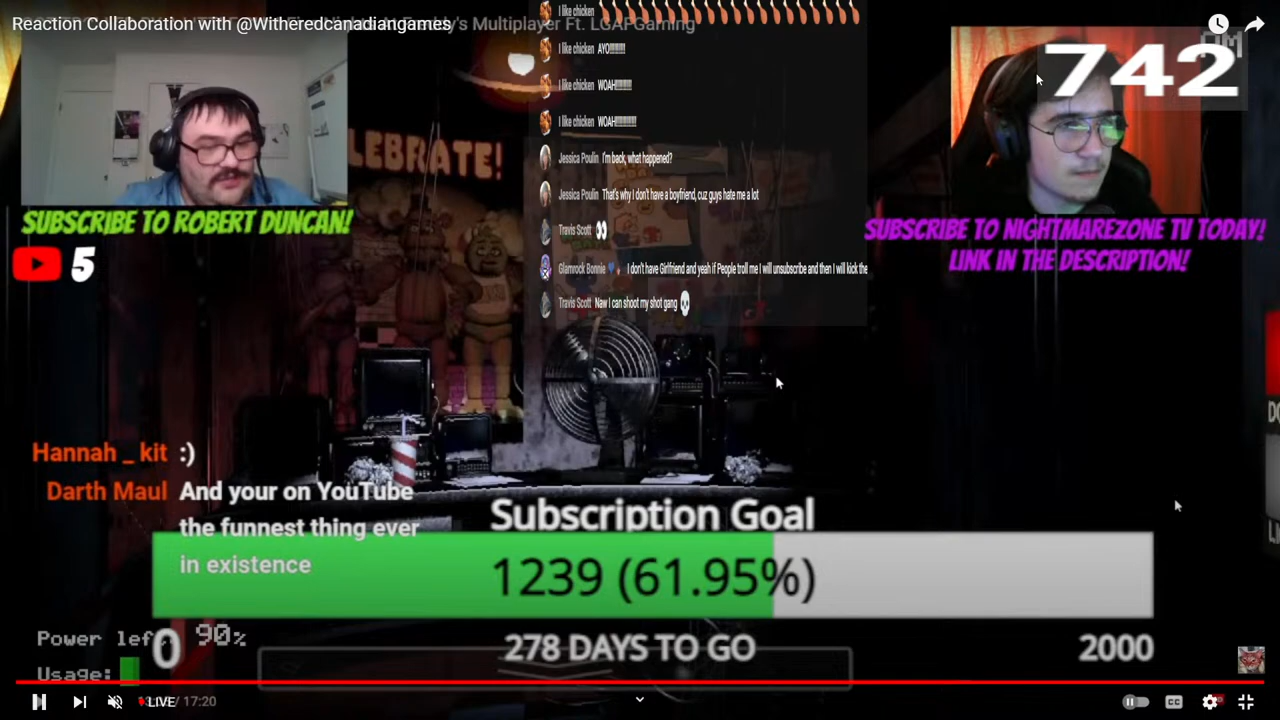 Reaction Collaboration with @Witheredcanadiangames
's Multiplayer Ft. LGAFGaming
I like chicken
I like chicken AYO!!!!!!!!!
I like chicken WOAH!!!!!!!!!!
I like chicken WOAH!!!!!!!!!!!!
Jessica Poulin I'm back, what happened?
Jessica Poulin That's why I don't have a boyfriend, cuz guys hate me a lot
Travis Scott 👀
Glamrock Bonnie I don't have Girlfriend and yeah if People troll me I will unsubscribe and then I will kick the
Travis Scott Naw I can shoot my shot gang 💀
742
LEBRATE!
SUBSCRIBE TO ROBERT DUNCAN!
5
SUBSCRIBE TO NIGHTMAREZONE TV TODAY!
LINK IN THE DESCRIPTION!
Hannah _ kit :)
Darth Maul And your on YouTube
the funnest thing ever
in existence
Subscription Goal
1239 (61.95%)
0
278 DAYS TO GO
2000
Power left: 90%
Usage:
LIVE / 17:20
CC